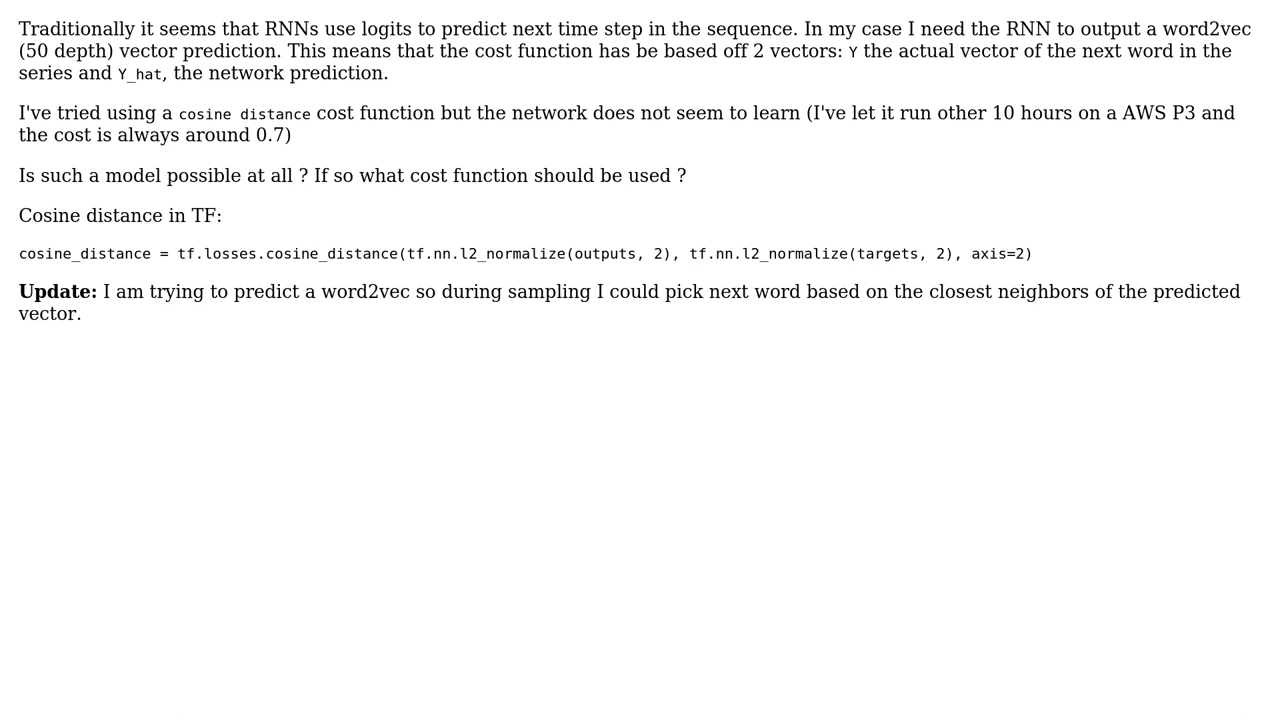 Traditionally it seems that RNNs use logits to predict next time step in the sequence. In my case I need the RNN to output a word2vec
(50 depth) vector prediction. This means that the cost function has be based off 2 vectors: Y the actual vector of the next word in the
series and Y_hat, the network prediction.
I've tried using a cosine distance cost function but the network does not seem to learn (I've let it run other 10 hours on a AWS P3 and
the cost is always around 0.7)
Is such a model possible at all ? If so what cost function should be used ?
Cosine distance in TF:
cosine_distance = tf.losses.cosine_distance(tf.nn.l2_normalize(outputs, 2), tf.nn.l2_normalize(targets, 2), axis=2)
Update: I am trying to predict a word2vec so during sampling I could pick next word based on the closest neighbors of the predicted
vector.